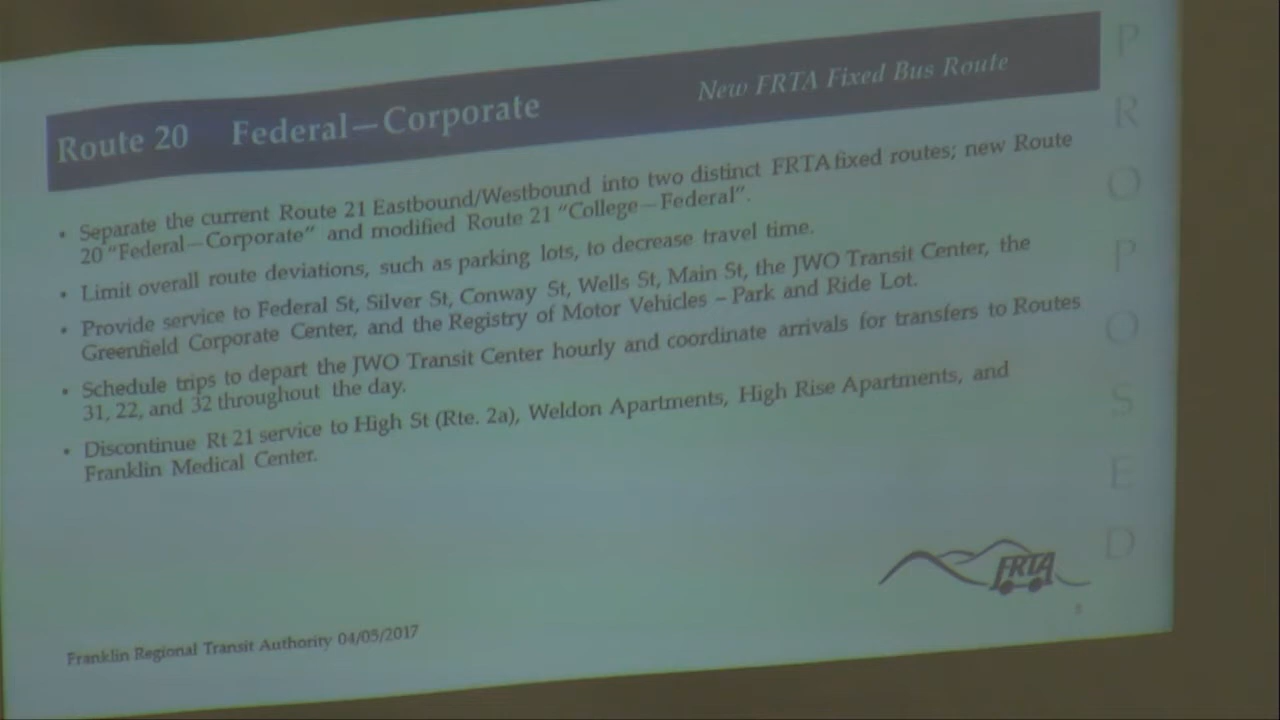 Route 20 Federal—Corporate New FRTA Fixed Bus Route
• Separate the current Route 21 Eastbound/Westbound into two distinct FRTA fixed routes; new Route
20 "Federal—Corporate" and modified Route 21 "College—Federal".
• Limit overall route deviations, such as parking lots, to decrease travel time.
• Provide service to Federal St, Silver St, Conway St, Wells St, Main St, the JWO Transit Center, the
Greenfield Corporate Center, and the Registry of Motor Vehicles – Park and Ride Lot.
• Schedule trips to depart the JWO Transit Center hourly and coordinate arrivals for transfers to Routes
31, 22, and 32 throughout the day.
• Discontinue Rt 21 service to High St (Rte. 2a), Weldon Apartments, High Rise Apartments, and
Franklin Medical Center.
PROPOSED
FRTA
Franklin Regional Transit Authority 04/05/2017